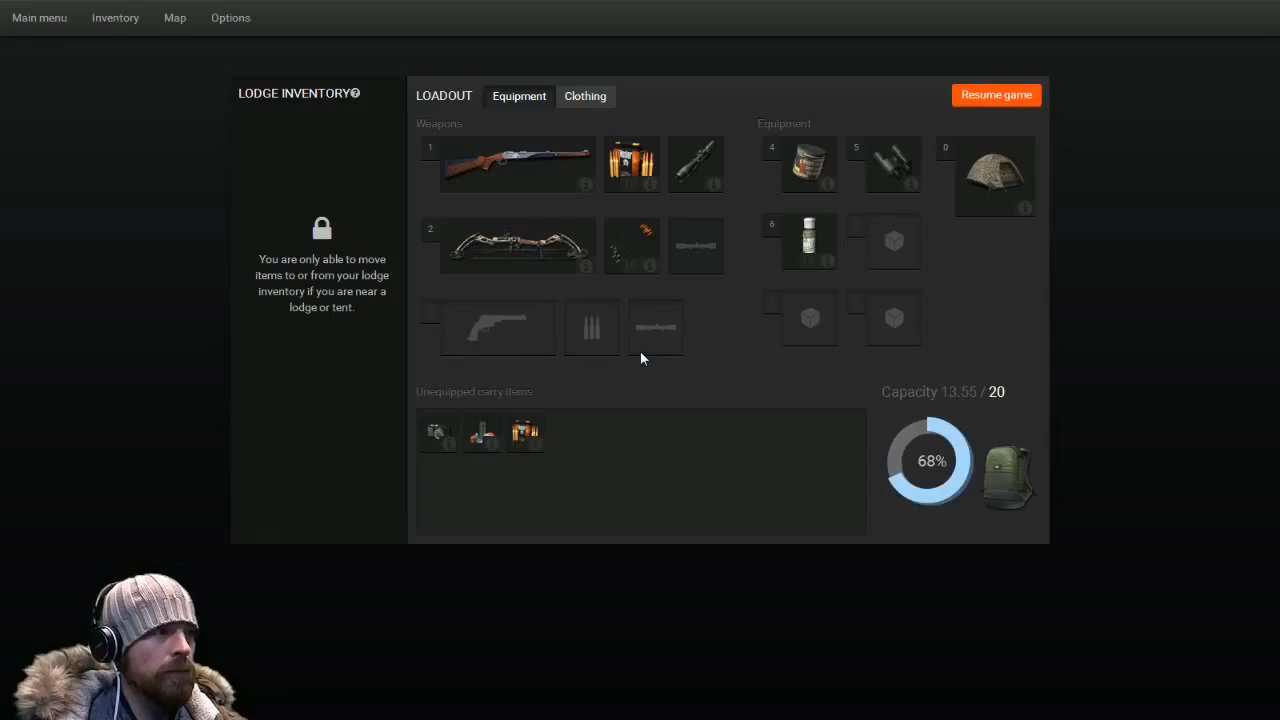 Main menu Inventory Map Options
LODGE INVENTORY
You are only able to move
items to or from your lodge
inventory if you are near a
lodge or tent.
LOADOUT Equipment Clothing Resume game
Weapons
Equipment
1
2
4
5
0
6
Unequipped carry items
Capacity 13.55 / 20
68%